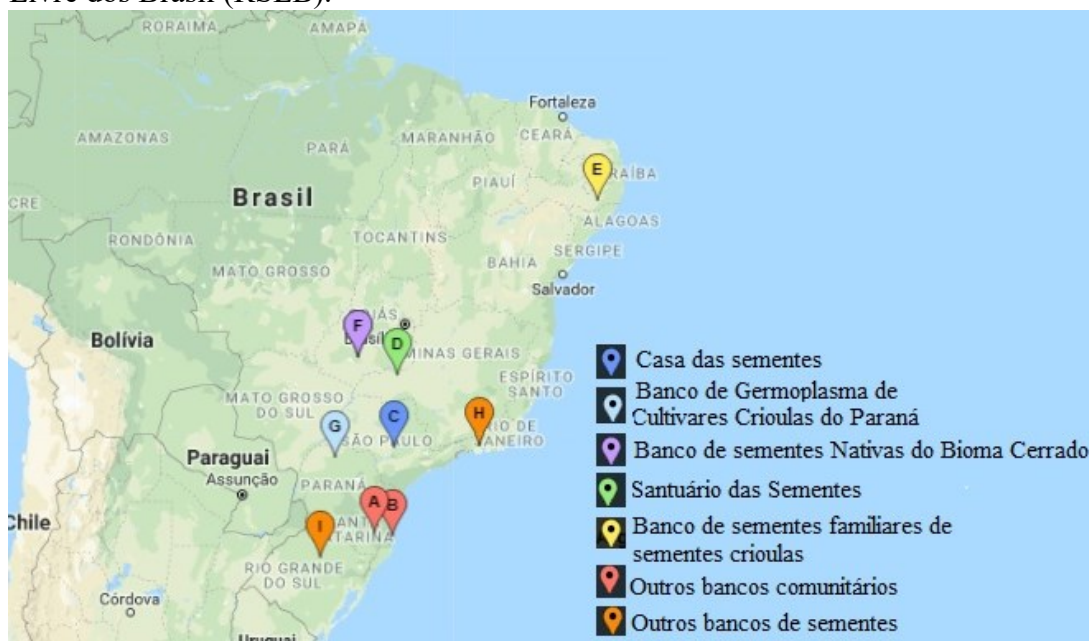 Livre dos Brasil (RSLB).
RORAIMA
AMAPÁ
Fortaleza
AMAZONAS
PARÁ
MARANHÃO
CEARÁ
E
RAÍBA
PIAUÍ
CRE
Brasil
ALAGOAS
RONDÔNIA
TOCANTINS
SERGIPE
MATO GROSSO
BAHIA
Salvador
F
IÁS
Bolívia
D
MINAS GERAIS
ESPÍRITO
SANTO
MATO GROSSO
DO SUL
G
C
H
SÃO PAULO
RIO DE
JANEIRO
Paraguai
Assunção
PARANÁ
A
B
Chile
I
ANT
ATARINA
RIO GRANDE
DO SUL
Córdova
Uruguai
Casa das sementes
Banco de Germoplasma de
Cultivares Crioulas do Paraná
Banco de sementes Nativas do Bioma Cerrado
Santuário das Sementes
Banco de sementes familiares de
sementes crioulas
Outros bancos comunitários
Outros bancos de sementes